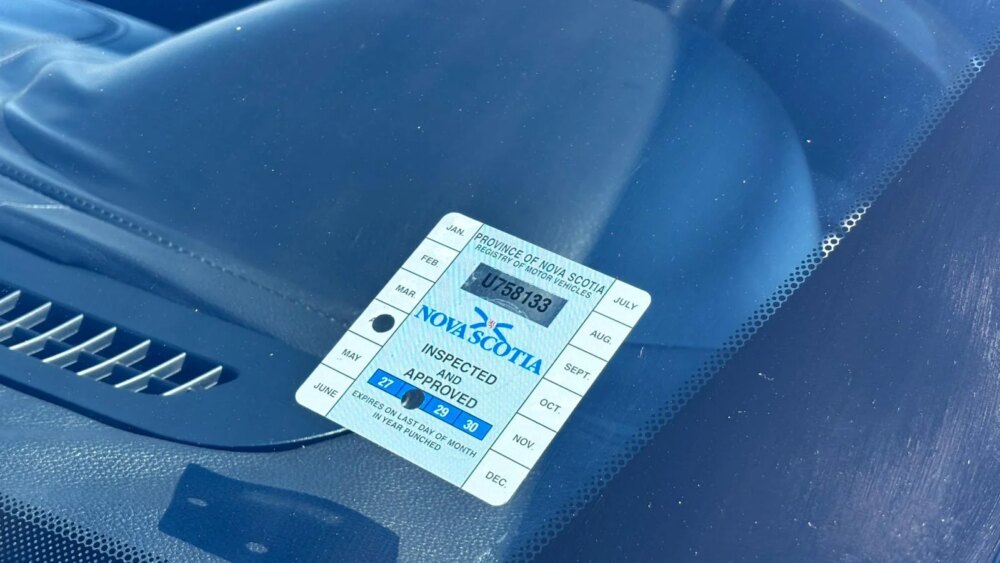 PROVINCE OF NOVA SCOTIA
REGISTRY OF MOTOR VEHICLES
U758133
NOVA SCOTIA
INSPECTED
AND
APPROVED
27 29 30
EXPIRES ON LAST DAY OF MONTH
IN YEAR PUNCHED
JAN.
FEB.
MAR.
MAY
JUNE
JULY
AUG.
SEPT.
OCT.
NOV.
DEC.